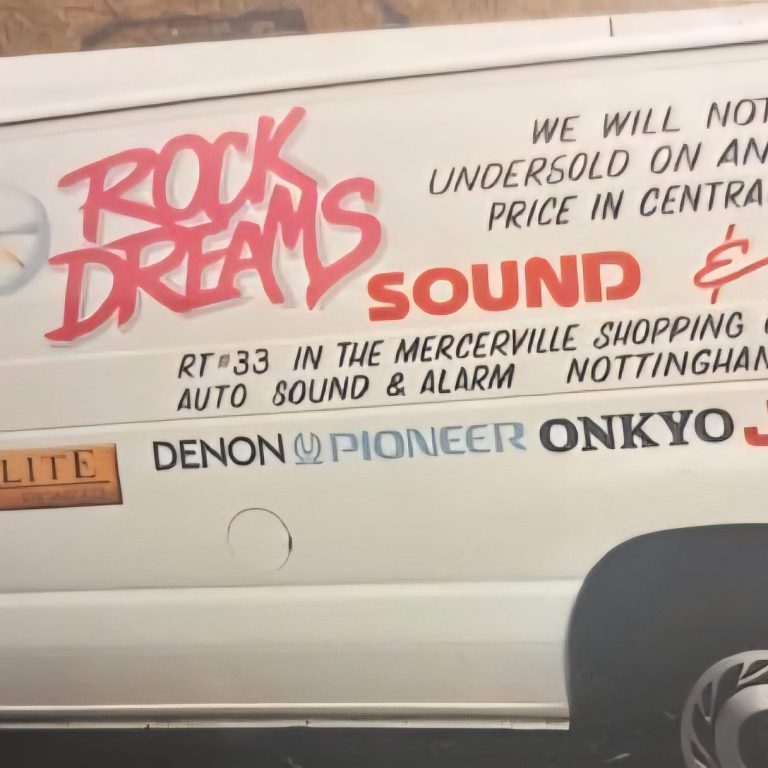 ROCK
DREAMS
WE WILL NOT
UNDERSOLD ON AN
PRICE IN CENTRA
SOUND &
RT #33 IN THE MERCERVILLE SHOPPING
AUTO SOUND & ALARM NOTTINGHAM
LITE
DENON PIONEER ONKYO J